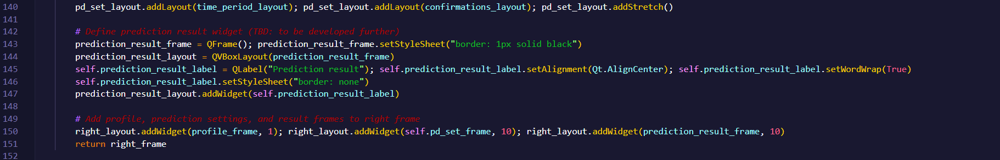 140 pd_set_layout.addLayout(time_period_layout); pd_set_layout.addLayout(confirmations_layout); pd_set_layout.addStretch()
141
142 # Define prediction result widget (TBD: to be developed further)
143 prediction_result_frame = QFrame(); prediction_result_frame.setStyleSheet("border: 1px solid black")
144 prediction_result_layout = QVBoxLayout(prediction_result_frame)
145 self.prediction_result_label = QLabel("Prediction result"); self.prediction_result_label.setAlignment(Qt.AlignCenter); self.prediction_result_label.setWordWrap(True)
146 self.prediction_result_label.setStyleSheet("border: none")
147 prediction_result_layout.addWidget(self.prediction_result_label)
148
149 # Add profile, prediction settings, and result frames to right frame
150 right_layout.addWidget(profile_frame, 1); right_layout.addWidget(self.pd_set_frame, 10); right_layout.addWidget(prediction_result_frame, 10)
151 return right_frame
152